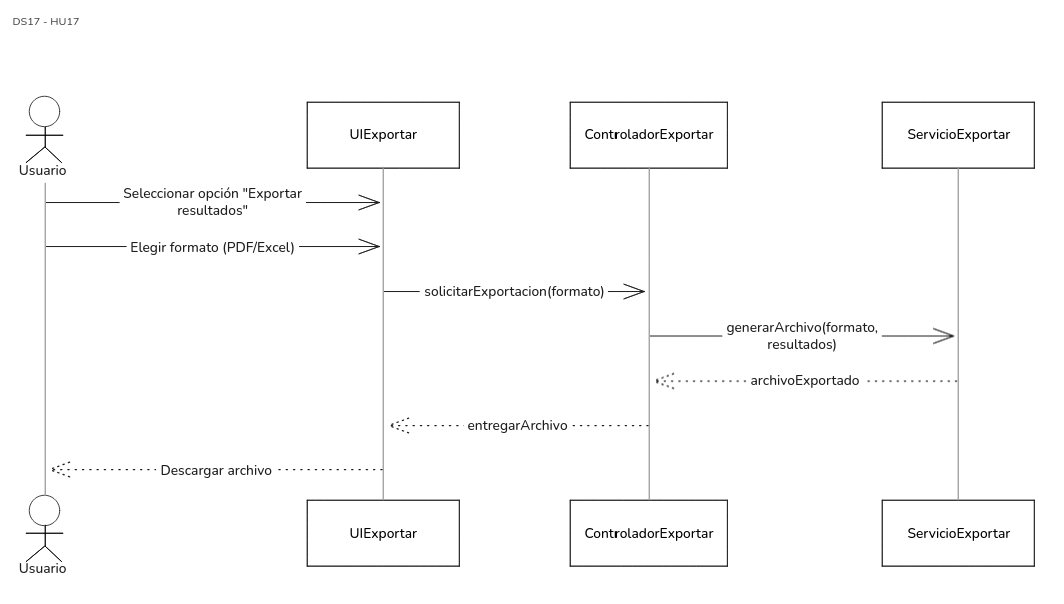 DS17 - HU17
UIExportar
ControladorExportar
ServicioExportar
Usuario
Seleccionar opción "Exportar
resultados"
Elegir formato (PDF/Excel)
solicitarExportacion(formato)
generarArchivo(formato,
resultados)
archivoExportado
entregarArchivo
Descargar archivo
UIExportar
ControladorExportar
ServicioExportar
Usuario